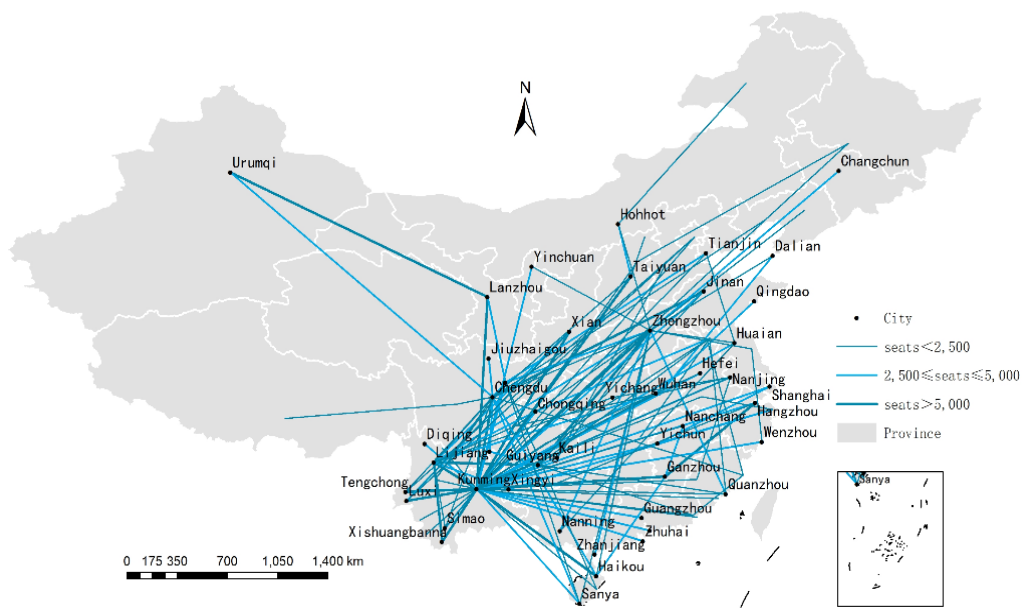 N
Urumqi
Changchun
Hohhot
Tianjin
Dalian
Yinchuan
Taiyuan
Lanzhou
Jinan
Qingdao
Xian
Zhongzhou
Huaian
Jiuzhaigou
Hefei
Chengdu
Yichang
Wuhan
Nanjing
Shanghai
Chongqing
Nanchang
Hangzhou
Diqing
Yichun
Wenzhou
Lijiang
Guiyang
Kaili
Tengchong
Kunming
Xingyi
Ganzhou
Luxi
Quanzhou
Simao
Guangzhou
Xishuangbanna
Nanning
Zhuhai
Zhanjiang
Haikou
Sanya
City
seats<2,500
2,500≤seats≤5,000
seats>5,000
Province
Sanya
0 175 350 700 1,050 1,400 km